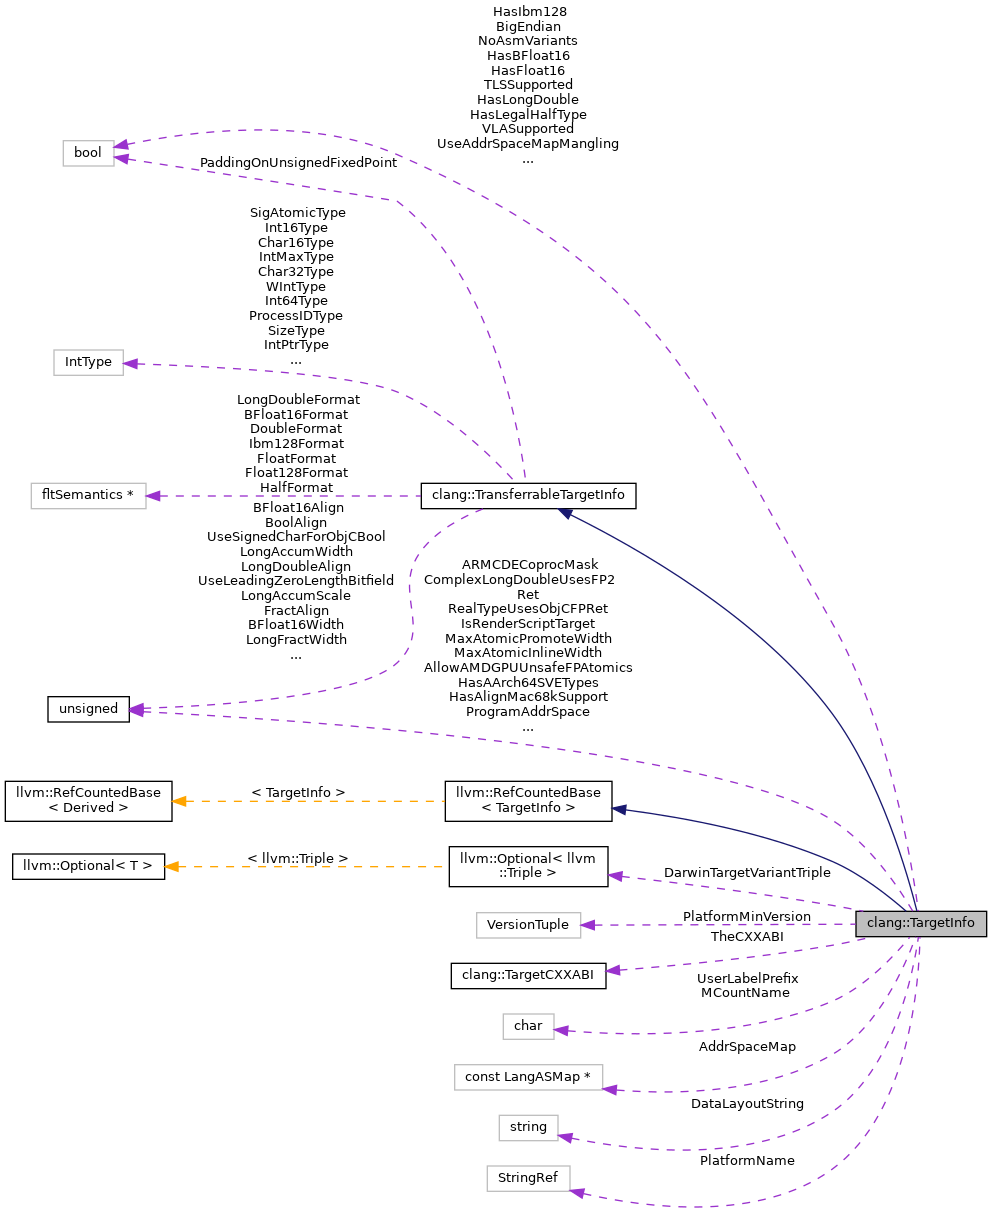 HasIbm128
BigEndian
NoAsmVariants
HasBFloat16
HasFloat16
TLSSupported
HasLongDouble
HasLegalHalfType
VLASupported
UseAddrSpaceMapMangling
...
bool
PaddingOnUnsignedFixedPoint
SigAtomicType
Int16Type
Char16Type
IntMaxType
Char32Type
WIntType
Int64Type
ProcessIDType
SizeType
IntPtrType
...
IntType
LongDoubleFormat
BFloat16Format
DoubleFormat
Ibm128Format
FloatFormat
Float128Format
HalfFormat
fltSemantics *
clang::TransferrableTargetInfo
BFloat16Align
BoolAlign
UseSignedCharForObjCBool
LongAccumWidth
LongDoubleAlign
UseLeadingZeroLengthBitfield
LongAccumScale
FractAlign
BFloat16Width
LongFractWidth
...
ARMCDECoprocMask
ComplexLongDoubleUsesFP2
Ret
RealTypeUsesObjCFPRet
IsRenderScriptTarget
MaxAtomicPromoteWidth
MaxAtomicInlineWidth
AllowAMDGPUUnsafeFPAtomics
HasAArch64SVETypes
HasAlignMac68kSupport
ProgramAddrSpace
...
unsigned
llvm::RefCountedBase
< Derived >
< TargetInfo >
llvm::RefCountedBase
< TargetInfo >
llvm::Optional< T >
< llvm::Triple >
llvm::Optional< llvm
::Triple >
DarwinTargetVariantTriple
clang::TargetInfo
VersionTuple
PlatformMinVersion
TheCXXABI
clang::TargetCXXABI
UserLabelPrefix
MCountName
char
AddrSpaceMap
const LangASMap *
DataLayoutString
string
PlatformName
StringRef